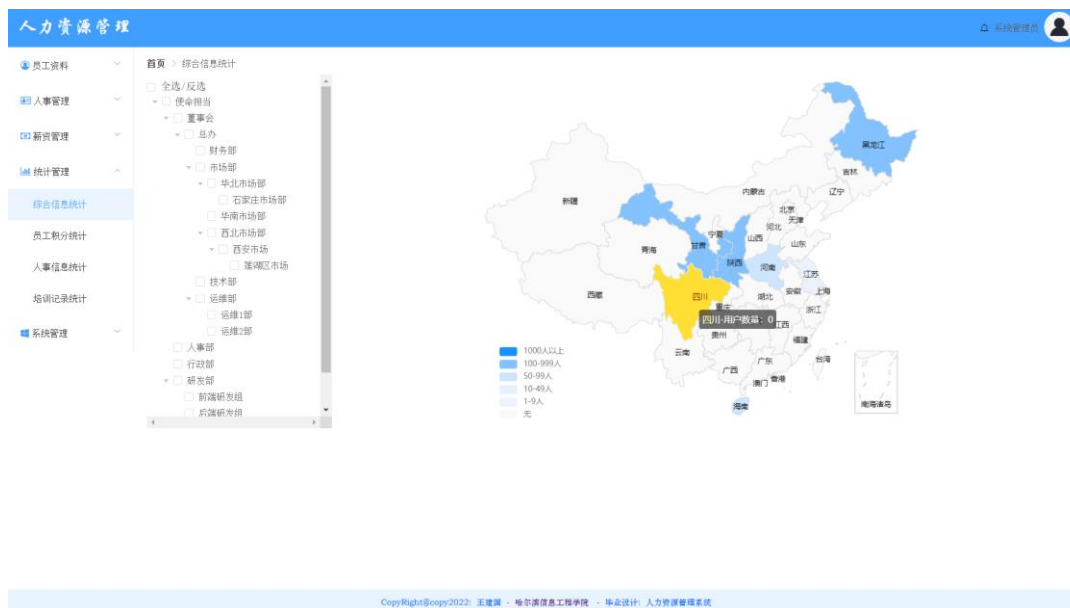 人力资源管理
系统管理员
员工资料
人事管理
薪资管理
统计管理
综合信息统计
员工积分统计
人事信息统计
培训记录统计
系统管理
首页 > 综合信息统计
全选/反选
使命担当
董事会
总办
财务部
市场部
华北市场部
石家庄市场部
华南市场部
西北市场部
西安市场
莲湖区市场
技术部
运维部
运维1部
运维2部
人事部
行政部
研发部
前端研发组
后端研发组
黑龙江
吉林
辽宁
内蒙古
新疆
北京
天津
河北
宁夏
山西
山东
青海
甘肃
陕西
河南
江苏
西藏
四川
重庆
湖北
安徽
上海
浙江
四川-用户数量: 0
江西
贵州
福建
云南
台湾
广西
广东
澳门
香港
海南
南海诸岛
1000人以上
100-999人
50-99人
10-49人
1-9人
无
CopyRight@copy2022: 王建国 - 哈尔滨信息工程学院 - 毕业设计: 人力资源管理系统